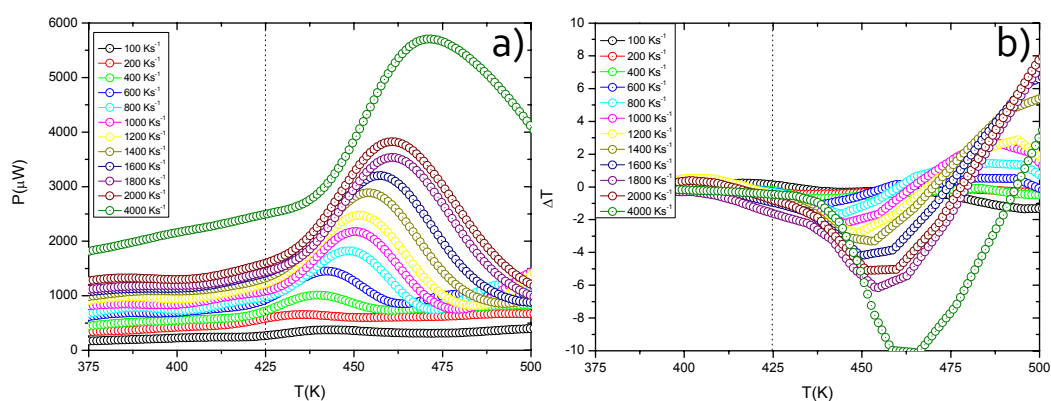 a)
P(μW)
6000
5000
4000
3000
2000
1000
0
100 Ks⁻¹
200 Ks⁻¹
400 Ks⁻¹
600 Ks⁻¹
800 Ks⁻¹
1000 Ks⁻¹
1200 Ks⁻¹
1400 Ks⁻¹
1600 Ks⁻¹
1800 Ks⁻¹
2000 Ks⁻¹
4000 Ks⁻¹
375 400 425 450 475 500
T(K)
b)
ΔT
10
8
6
4
2
0
-2
-4
-6
-8
-10
100 Ks⁻¹
200 Ks⁻¹
400 Ks⁻¹
600 Ks⁻¹
800 Ks⁻¹
1000 Ks⁻¹
1200 Ks⁻¹
1400 Ks⁻¹
1600 Ks⁻¹
1800 Ks⁻¹
2000 Ks⁻¹
4000 Ks⁻¹
375 400 425 450 475 500
T(K)